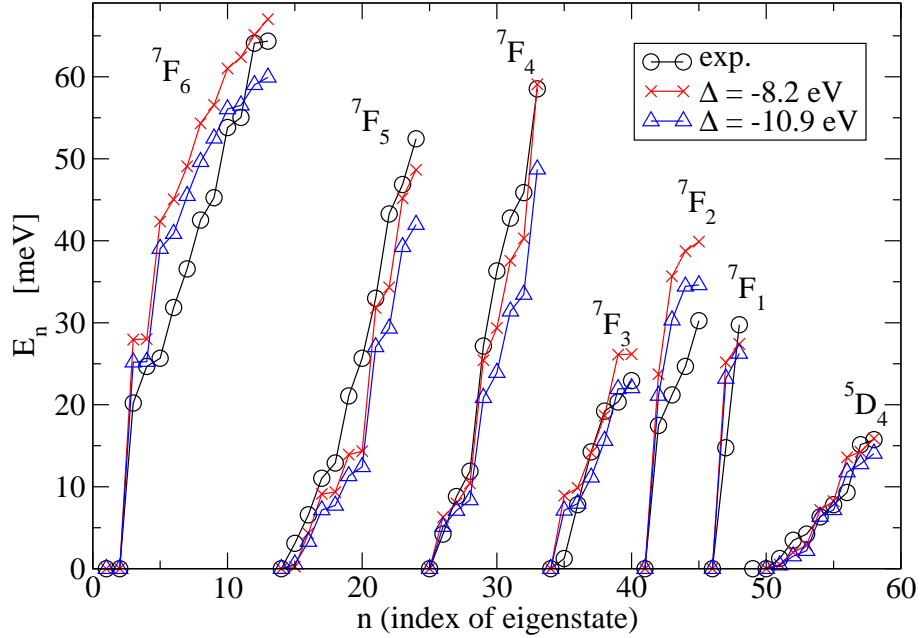 ⁷F₆
⁷F₅
⁷F₄
⁷F₃
⁷F₂
⁷F₁
⁵D₄
exp.
Δ = -8.2 eV
Δ = -10.9 eV
Eₙ [meV]
60
50
40
30
20
10
0
0 10 20 30 40 50 60
n (index of eigenstate)